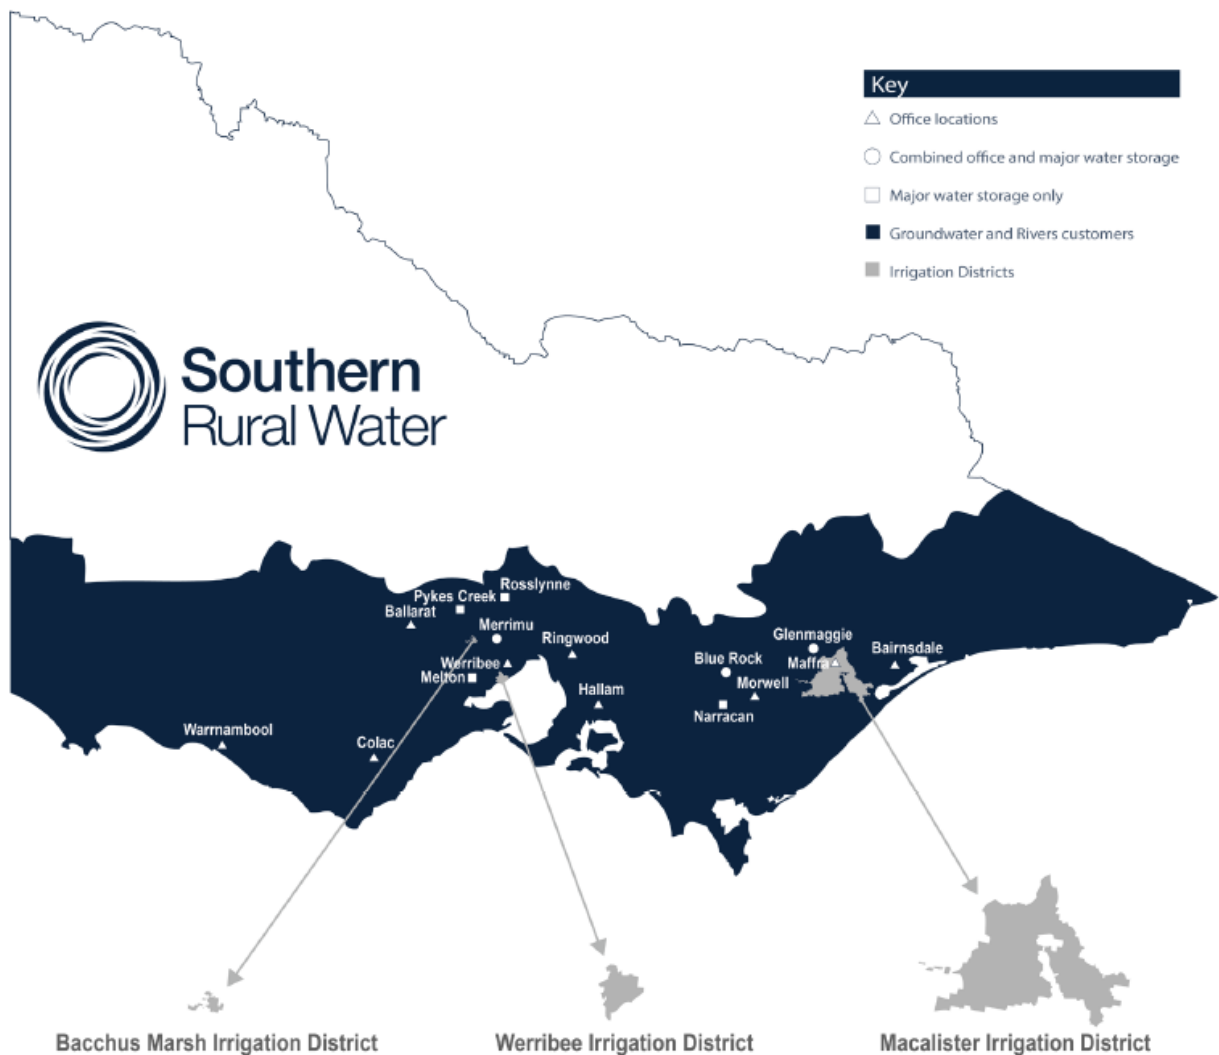 Key
Office locations
Combined office and major water storage
Major water storage only
Groundwater and Rivers customers
Irrigation Districts
Southern
Rural Water
Rosslynne
Pykes Creek
Ballarat
Merrimu
Ringwood
Glenmaggie
Bairnsdale
Werribee
Maffra
Blue Rock
Melton
Morwell
Hallam
Narracan
Warrnambool
Colac
Bacchus Marsh Irrigation District
Werribee Irrigation District
Macalister Irrigation District